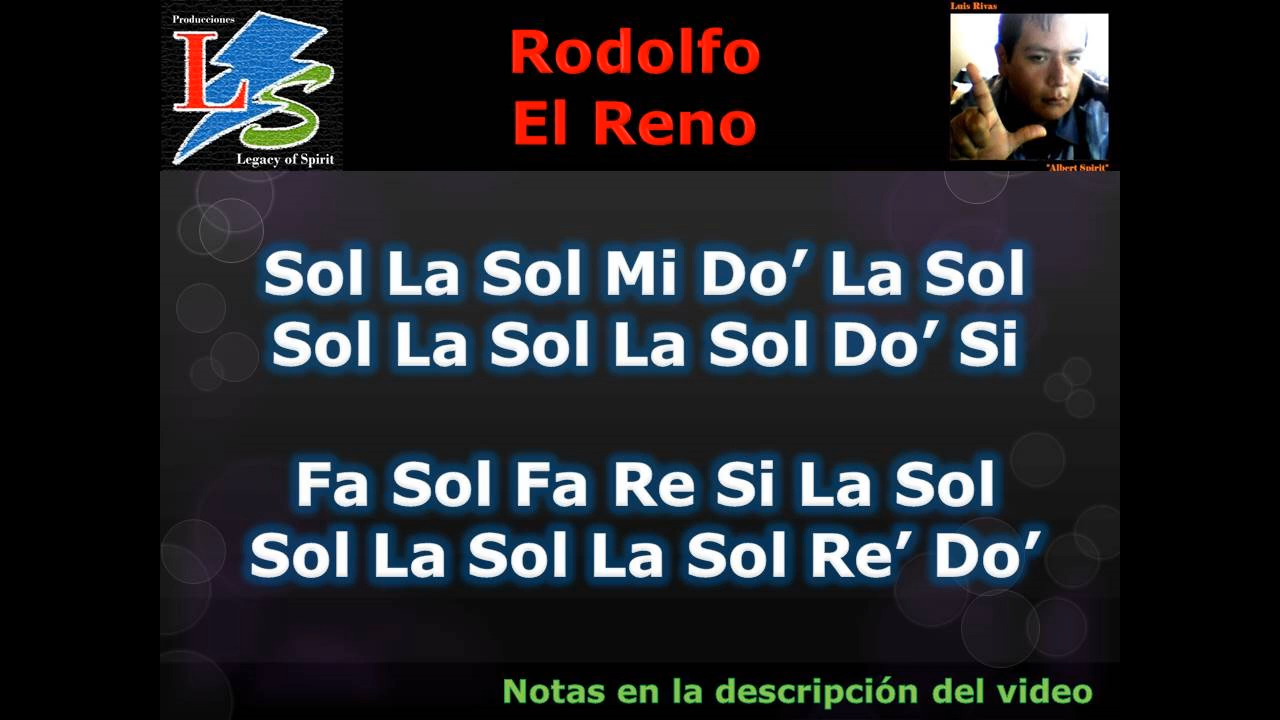 Producciones
L
S
Legacy of Spirit
Rodolfo
El Reno
Luis Rivas
"Albert Spirit"
Sol La Sol Mi Do’ La Sol
Sol La Sol La Sol Do’ Si
Fa Sol Fa Re Si La Sol
Sol La Sol La Sol Re’ Do’
Notas en la descripción del video